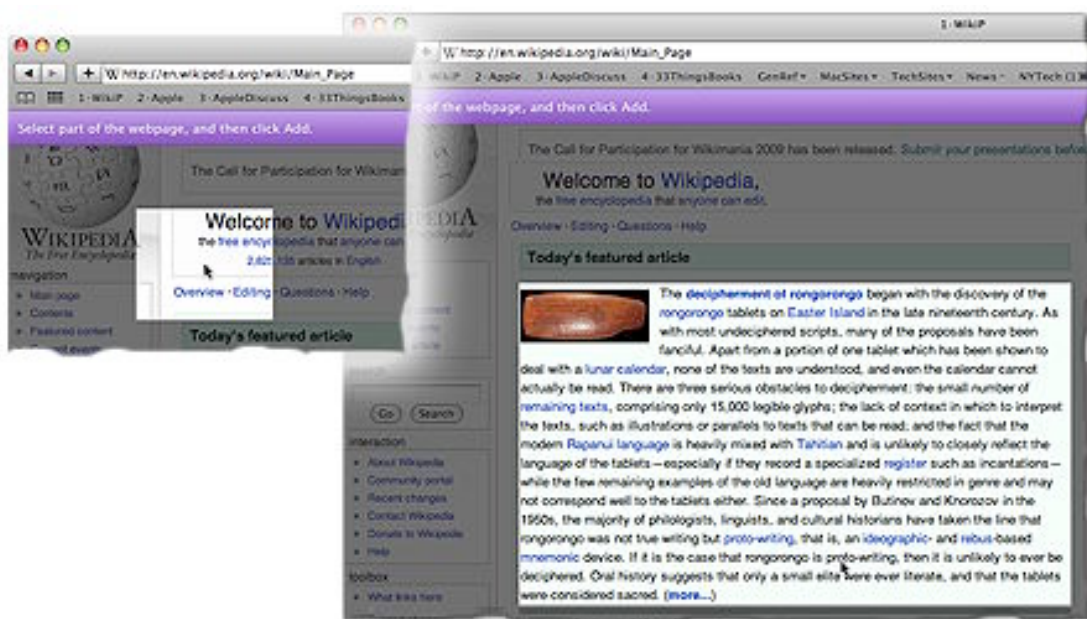 W http://en.wikipedia.org/wiki/Main_Page
1-WikiP 2-Apple 3-AppleDiscuss 4-33ThingsBooks
Select part of the webpage, and then click Add.
The Call for Participation for Wikimania
Welcome to Wikipedi
the free encyclopedia that anyone can
articles in English
Overview · Editing · Questions · Help
Today's featured article
WIKIPEDIA
The Free Encyclopedia
navigation
Main page
Contents
Featured content
Current events
1-WikiP
W http://en.wikipedia.org/wiki/Main_Page
1-WikiP 2-Apple 3-AppleDiscuss 4-33ThingsBooks GenRef MacSites TechSites News NYTech
rt of the webpage, and then click Add.
The Call for Participation for Wikimania 2009 has been released. Submit your presentations before
Welcome to Wikipedia,
the free encyclopedia that anyone can edit.
Overview · Editing · Questions · Help
Today's featured article
The decipherment of rongorongo began with the discovery of the
rongorongo tablets on Easter Island in the late nineteenth century. As
with most undeciphered scripts, many of the proposals have been
fanciful. Apart from a portion of one tablet which has been shown to
deal with a lunar calendar, none of the texts are understood, and even the calendar cannot
actually be read. There are three serious obstacles to decipherment: the small number of
remaining texts, comprising only 15,000 legible glyphs; the lack of context in which to interpret
the texts, such as illustrations or parallels to texts that can be read; and the fact that the
modern Rapanui language is heavily mixed with Tahitian and is unlikely to closely reflect the
language of the tablets—especially if they record a specialized register such as incantations—
while the few remaining examples of the old language are heavily restricted in genre and may
not correspond well to the tablets either. Since a proposal by Butinov and Knorozov in the
1950s, the majority of philologists, linguists, and cultural historians have taken the line that
rongorongo was not true writing but proto-writing, that is, an ideographic- and rebus-based
mnemonic device. If it is the case that rongorongo is proto-writing, then it is unlikely to ever be
deciphered. Oral history suggests that only a small elite were ever literate, and that the tablets
were considered sacred. (more...)
Go Search
interaction
About Wikipedia
Community portal
Recent changes
Contact Wikipedia
Donate to Wikipedia
Help
toolbox
What links here